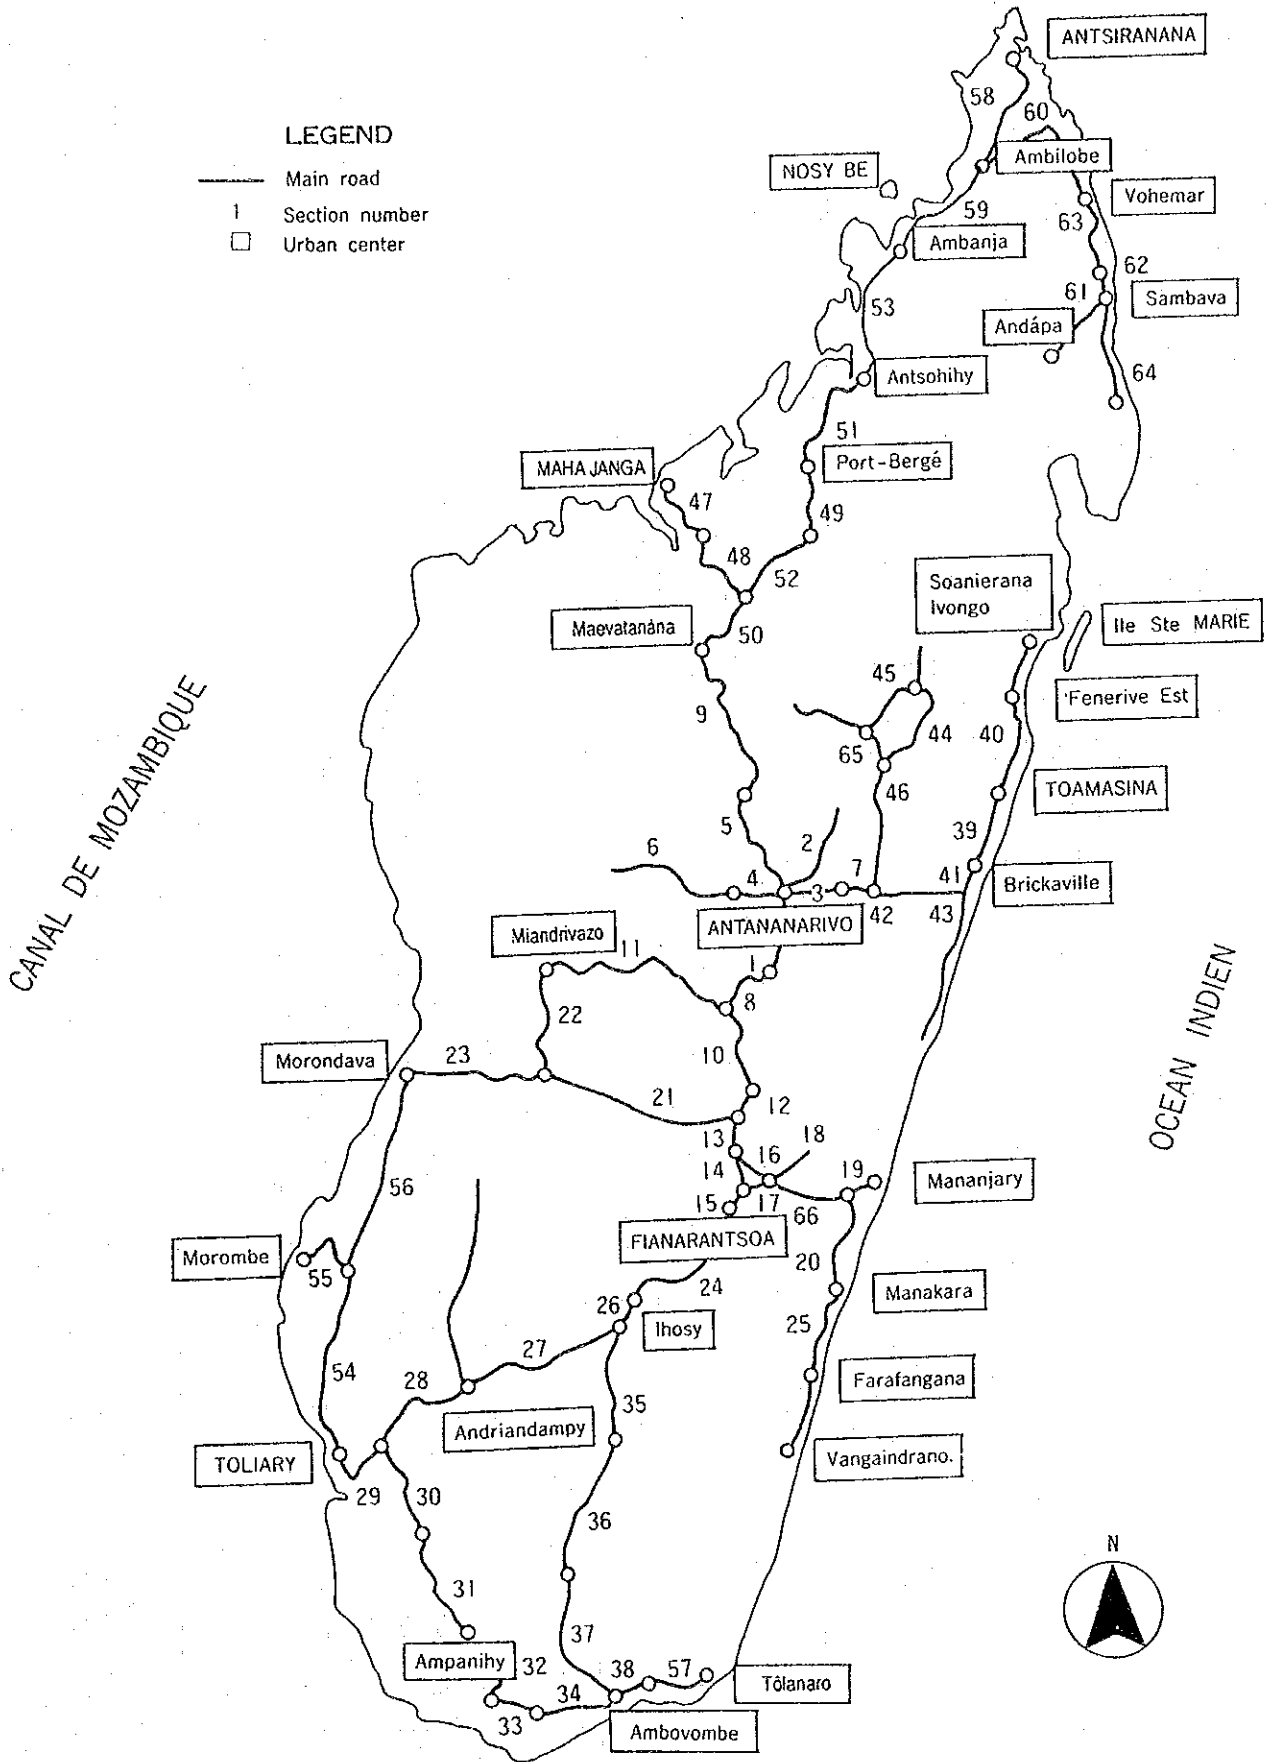 ANTSIRANANA
58
60
LEGEND
Main road
1 Section number
Urban center
NOSY BE
Ambilobe
Vohemar
59
63
Ambanja
62
61
Sambava
53
Andápa
64
Antsohihy
51
MAHAJANGA
Port-Bergé
47
49
48
52
Soanierana
Ivongo
Ile Ste MARIE
Maevatanána
50
45
Fenerive Est
9
40
44
65
46
TOAMASINA
CANAL DE MOZAMBIQUE
5
2
39
6
4
3
7
41
Brickaville
42
43
ANTANANARIVO
Miandrivazo
11
1
8
22
OCEAN INDIEN
10
Morondava
23
21
12
13
18
16
14
19
Mananjary
56
15
17
66
FIANARANTSOA
Morombe
55
20
24
Manakara
26
Ihosy
25
27
54
28
35
Farafangana
Andriandampy
TOLIARY
Vangaindrano.
29
30
36
N
31
37
Ampanihy
32
38
57
Tôlanaro
34
33
Ambovombe